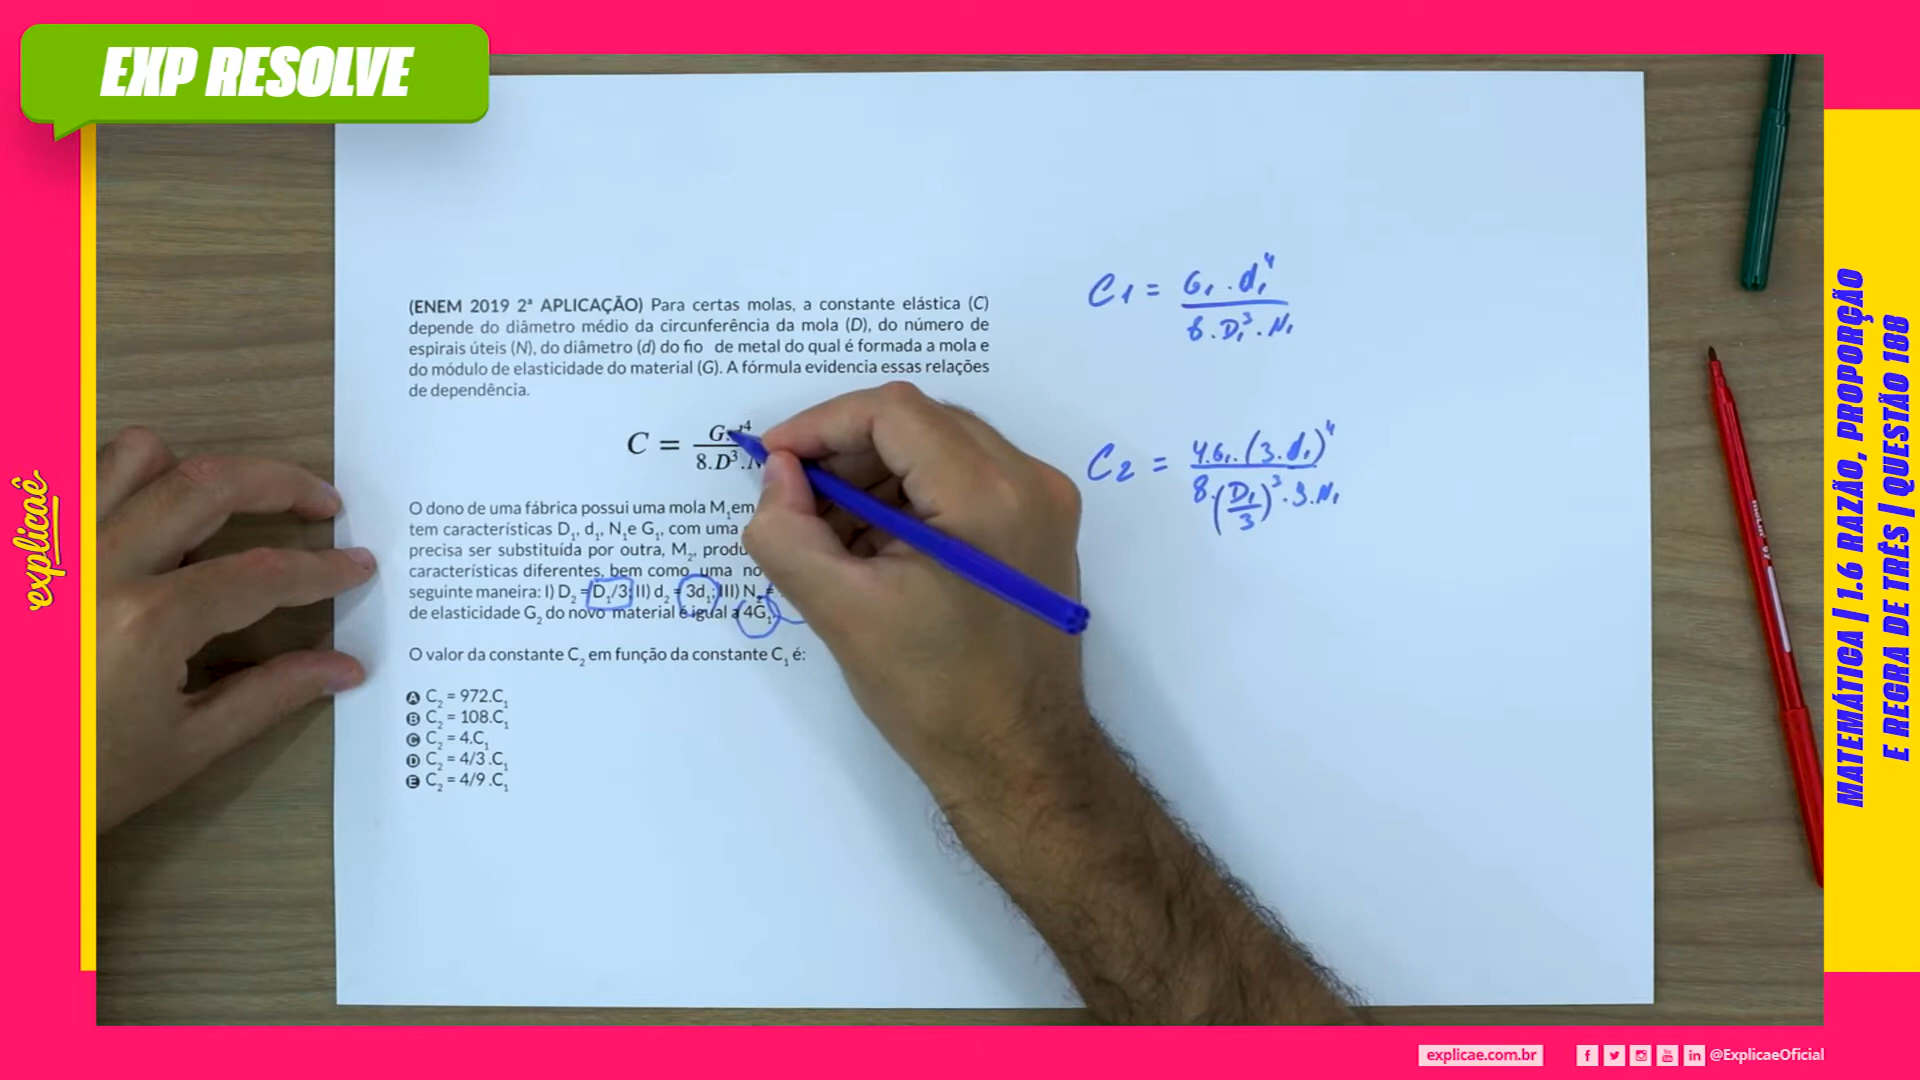 EXP RESOLVE
(ENEM 2019 2ª APLICAÇÃO) Para certas molas, a constante elástica (C)
depende do diâmetro médio da circunferência da mola (D), do número de
espirais úteis (N), do diâmetro (d) do fio de metal do qual é formada a mola e
do módulo de elasticidade do material (G). A fórmula evidencia essas relações
de dependência.
C = G. 4
8.D³.
O dono de uma fábrica possui uma mola M₁em
tem características D₁, d₁, N₁e G₁, com uma
precisa ser substituída por outra, M₂,
características diferentes, bem como uma
seguinte maneira: I) D₂ = D₁/3; II) d₂ = 3d₁; III) N₂ =
de elasticidade G₂ do novo material é igual a 4G₁.
O valor da constante C₂ em função da constante C₁ é:
A C₂ = 972.C₁
B C₂ = 108.C₁
C C₂ = 4.C₁
D C₂ = 4/3.C₁
E C₂ = 4/9.C₁
C1 = G₁.d₁⁴
8.D₁³.N₁
C2 = 4.G₁.(3.d₁)⁴
8.(D₁/3)³.3.N₁
explicaê
MATEMÁTICA | 1.6 RAZÃO, PROPORÇÃO
E REGRA DE TRÊS | QUESTÃO 188
explicae.com.br
@ExplicaeOficial